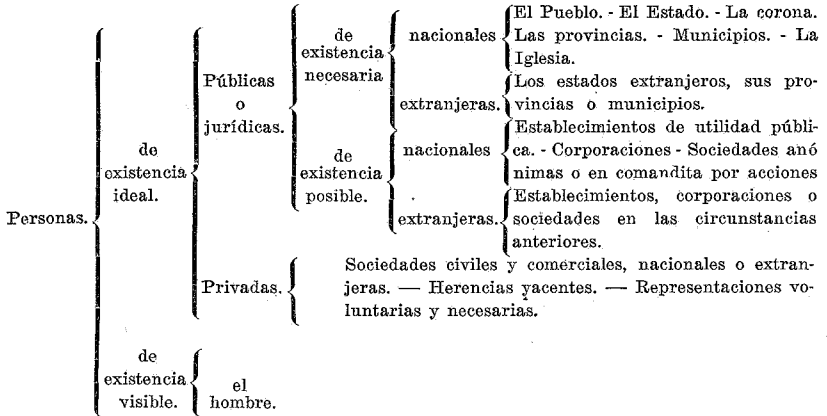 Personas.
de
existencia
ideal.
Públicas
o
jurídicas.
de
existencia
necesaria
nacionales
El Pueblo. - El Estado. - La corona.
Las provincias. - Municipios. - La
Iglesia.
extranjeras.
Los estados extranjeros, sus pro-
vincias o municipios.
de
existencia
posible.
nacionales
Establecimientos de utilidad públi-
ca. - Corporaciones - Sociedades anó
nimas o en comandita por acciones
extranjeras.
Establecimientos, corporaciones o
sociedades en las circunstancias
anteriores.
Privadas.
Sociedades civiles y comerciales, nacionales o extran-
jeras. — Herencias yacentes. — Representaciones vo-
luntarias y necesarias.
de
existencia
visible.
el
hombre.